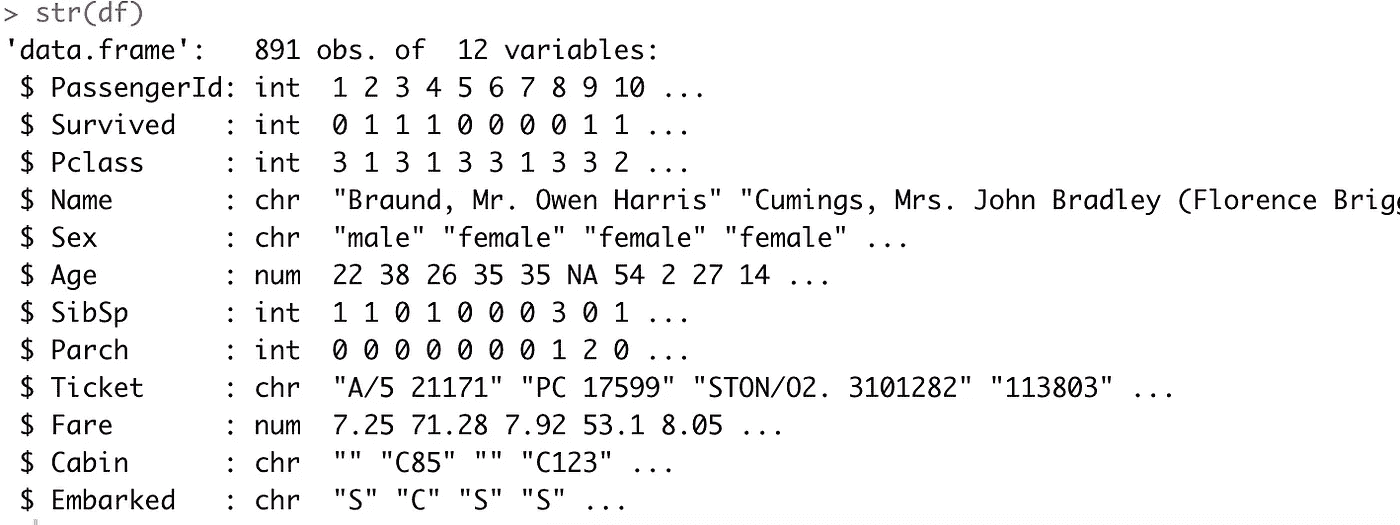 > str(df)
'data.frame':   891 obs. of  12 variables:
 $ PassengerId: int  1 2 3 4 5 6 7 8 9 10 ...
 $ Survived   : int  0 1 1 1 0 0 0 0 1 1 ...
 $ Pclass     : int  3 1 3 1 3 3 1 3 3 2 ...
 $ Name       : chr  "Braund, Mr. Owen Harris" "Cumings, Mrs. John Bradley (Florence Brigg
 $ Sex        : chr  "male" "female" "female" "female" ...
 $ Age        : num  22 38 26 35 35 NA 54 2 27 14 ...
 $ SibSp      : int  1 1 0 1 0 0 0 3 0 1 ...
 $ Parch      : int  0 0 0 0 0 0 0 1 2 0 ...
 $ Ticket     : chr  "A/5 21171" "PC 17599" "STON/O2. 3101282" "113803" ...
 $ Fare       : num  7.25 71.28 7.92 53.1 8.05 ...
 $ Cabin      : chr  "" "C85" "" "C123" ...
 $ Embarked   : chr  "S" "C" "S" "S" ...